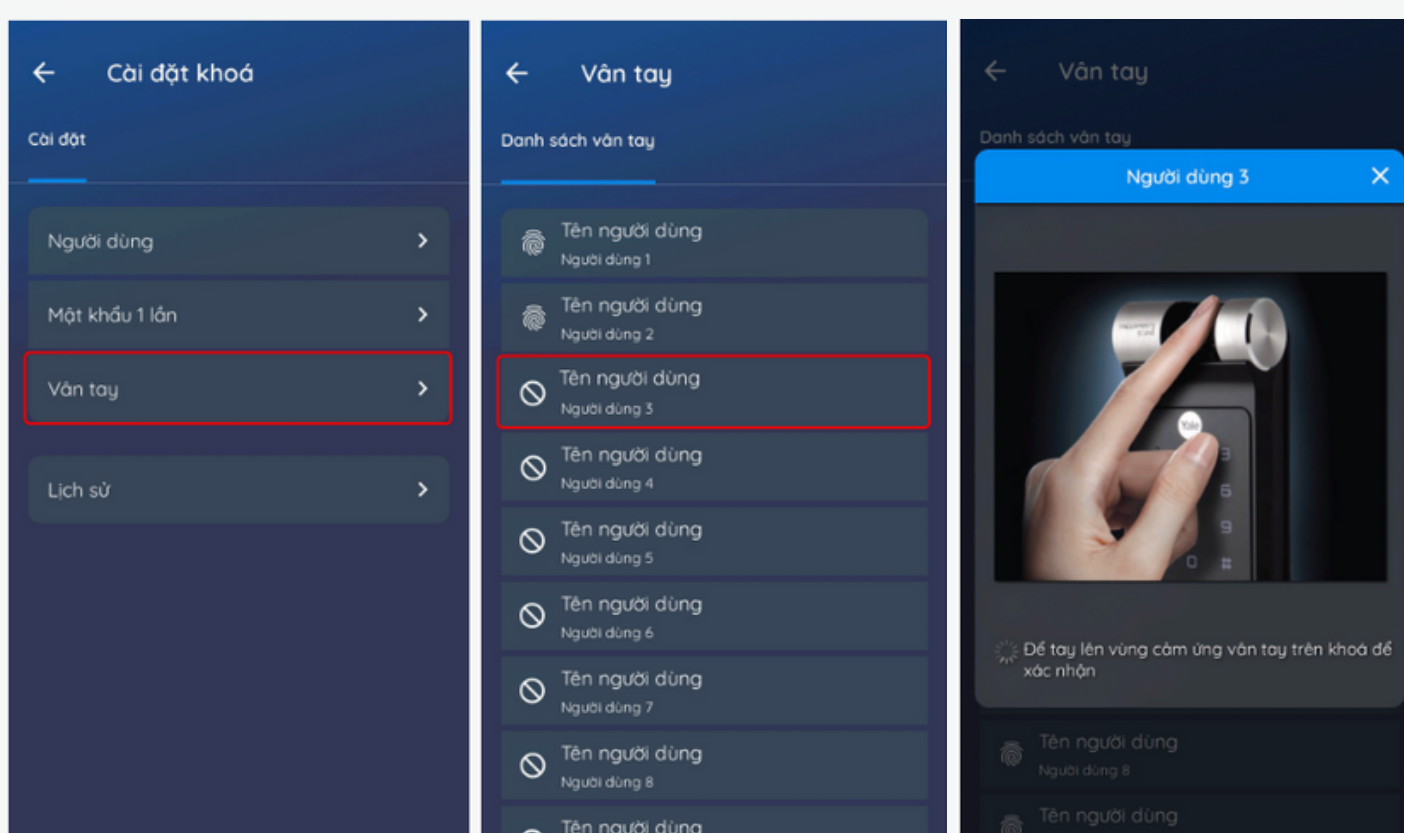 Cài đặt khoá
Cài đặt
Người dùng
Mật khẩu 1 lần
Vân tay
Lịch sử
Vân tay
Danh sách vân tay
Tên người dùng
Người dùng 1
Tên người dùng
Người dùng 2
Tên người dùng
Người dùng 3
Tên người dùng
Người dùng 4
Tên người dùng
Người dùng 5
Tên người dùng
Người dùng 6
Tên người dùng
Người dùng 7
Tên người dùng
Người dùng 8
Tên người dùng
Vân tay
Danh sách vân tay
Người dùng 3
Yale
3
6
9
0 #
Để tay lên vùng cảm ứng vân tay trên khoá để
xác nhận
Tên người dùng
Người dùng 8
Tên người dùng